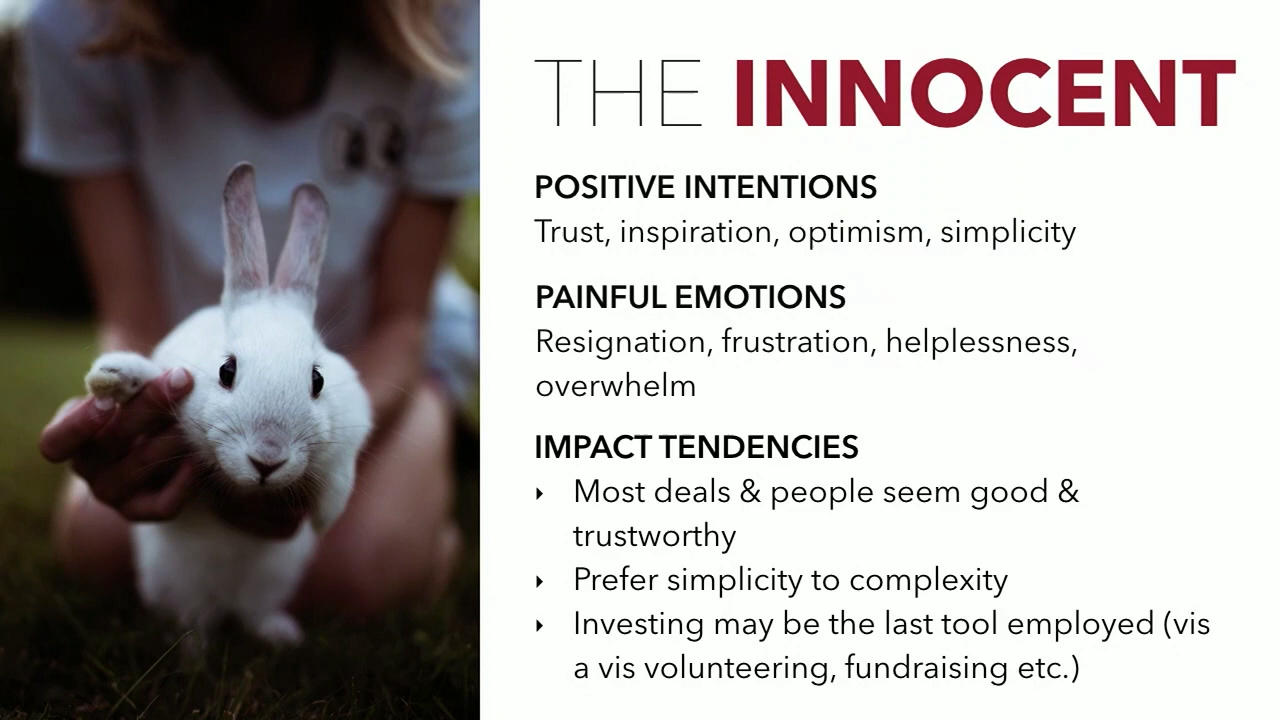 THE INNOCENT
POSITIVE INTENTIONS
Trust, inspiration, optimism, simplicity
PAINFUL EMOTIONS
Resignation, frustration, helplessness,
overwhelm
IMPACT TENDENCIES
Most deals & people seem good &
trustworthy
Prefer simplicity to complexity
Investing may be the last tool employed (vis
a vis volunteering, fundraising etc.)